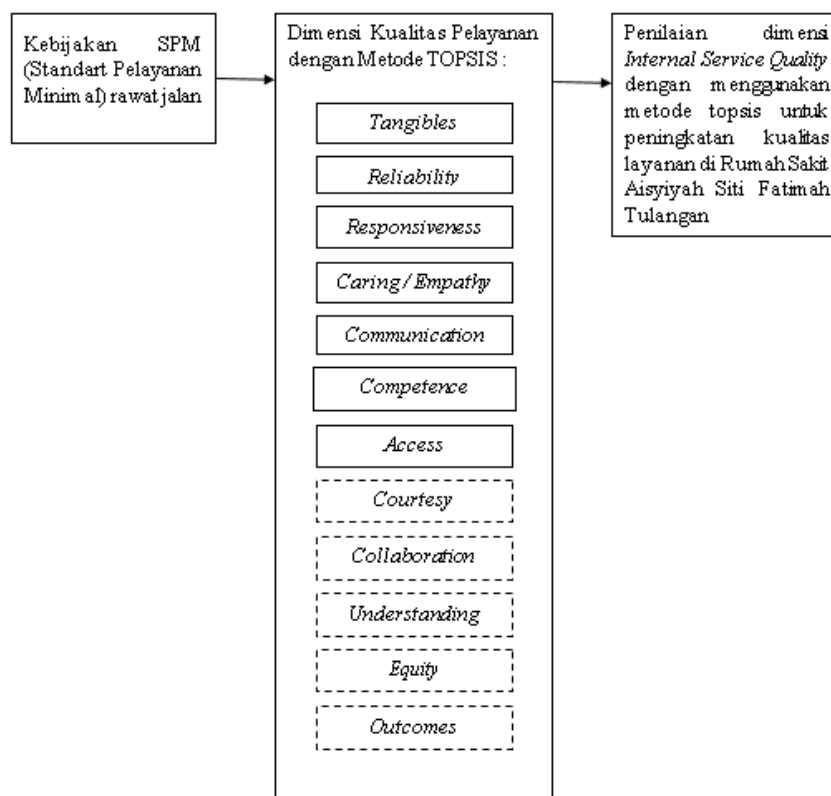 Kebijakan SPM
(Standart Pelayanan
Minimal) rawat jalan
Dimensi Kualitas Pelayanan
dengan Metode TOPSIS :
Tangibles
Reliability
Responsiveness
Caring / Empathy
Communication
Competence
Access
Courtesy
Collaboration
Understanding
Equity
Outcomes
Penilaian dimensi
Internal Service Quality
dengan menggunakan
metode topsis untuk
peningkatan kualitas
layanan di Rumah Sakit
Aisyiyah Siti Fatimah
Tulangan